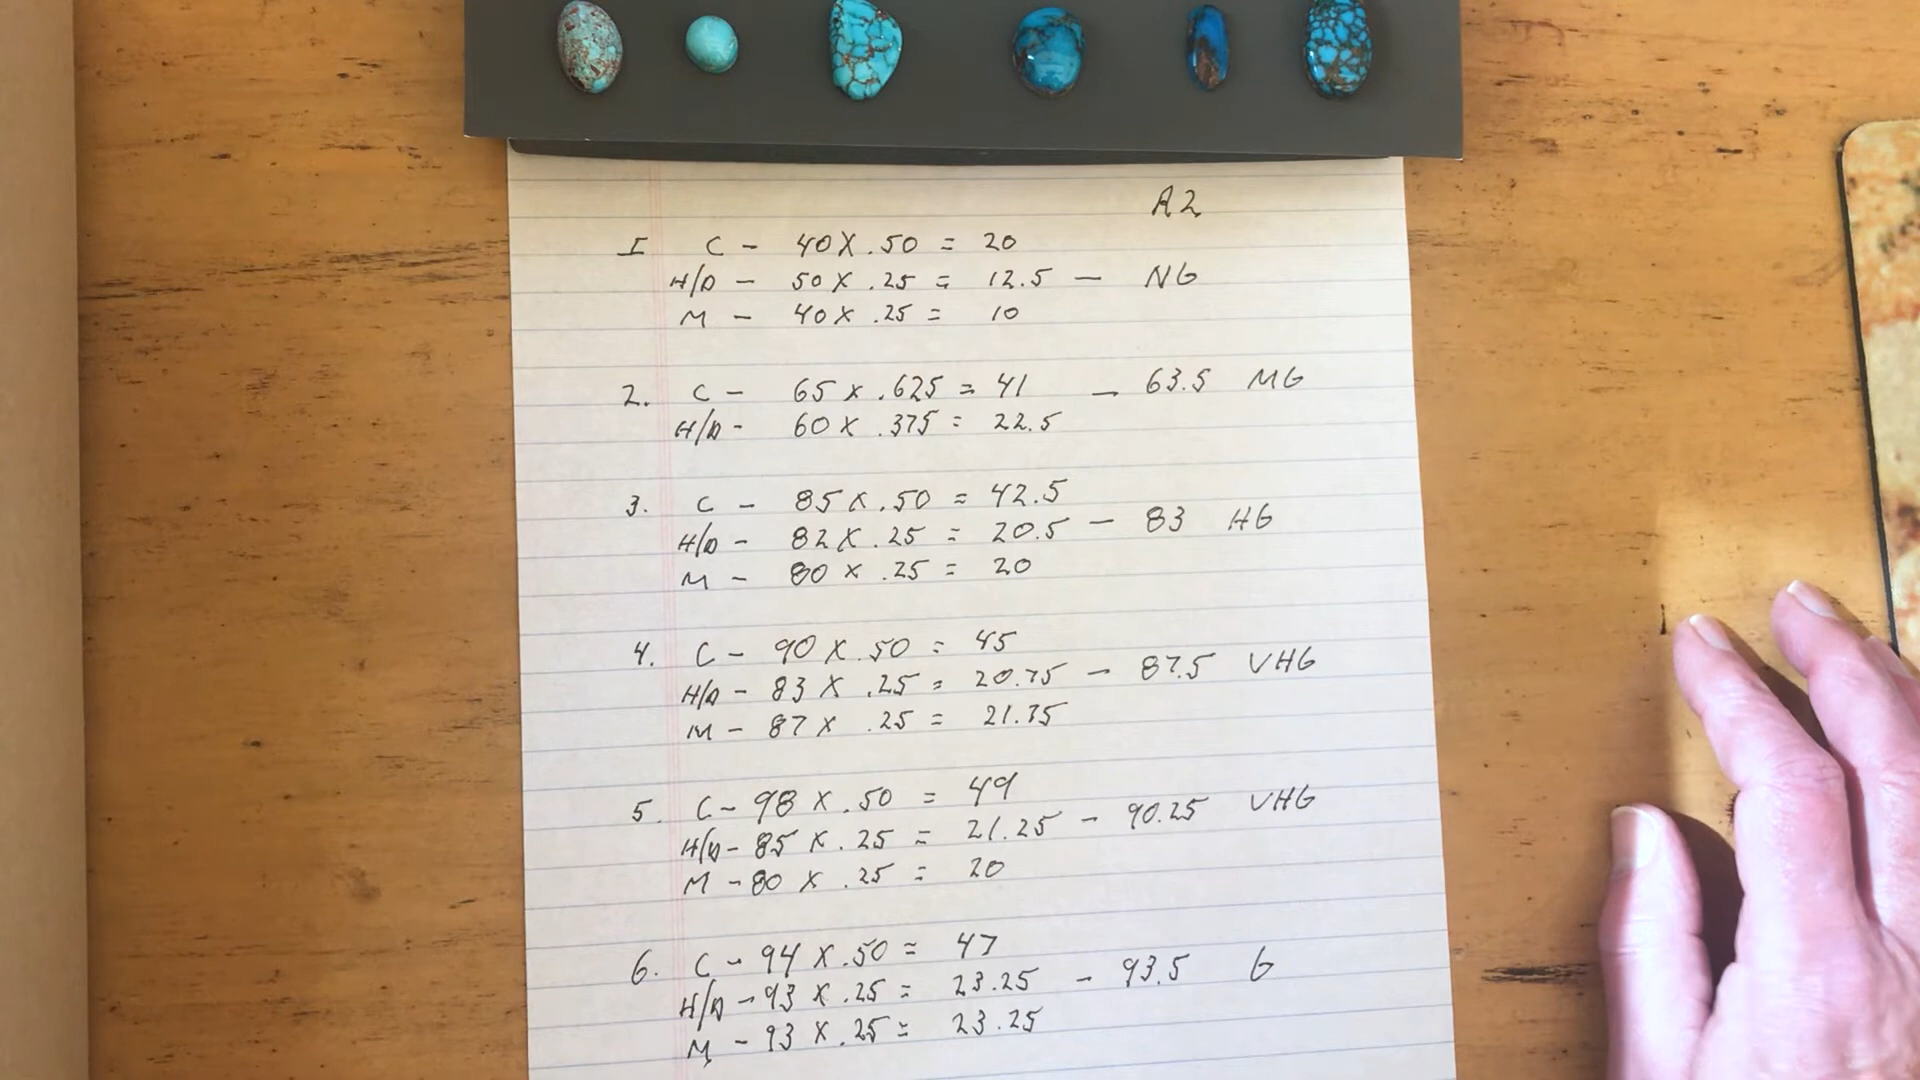 A2
1 C - 40 X .50 = 20
H/D - 50 X .25 = 12.5 - NG
M - 40 X .25 = 10
2. C - 65 X .625 = 41 - 63.5 MG
H/D - 60 X .375 = 22.5
3. C - 85 X .50 = 42.5
H/D - 82 X .25 = 20.5 - 83 HG
M - 80 X .25 = 20
4. C - 90 X .50 = 45
H/D - 83 X .25 = 20.75 - 87.5 VHG
M - 87 X .25 = 21.75
5. C - 98 X .50 = 49
H/D - 85 X .25 = 21.25 - 90.25 VHG
M - 80 X .25 = 20
6. C - 94 X .50 = 47
H/D - 93 X .25 = 23.25 - 93.5 G
M - 93 X .25 = 23.25